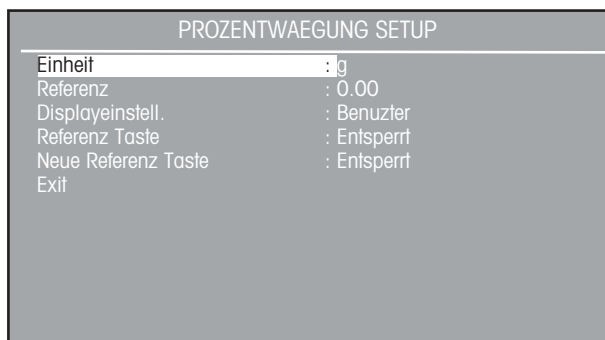 PROZENTWAEGUNG SETUP
Einheit : g
Referenz : 0.00
Displayeinstell. : Benuzter
Referenz Taste : Entsperrt
Neue Referenz Taste : Entsperrt
Exit